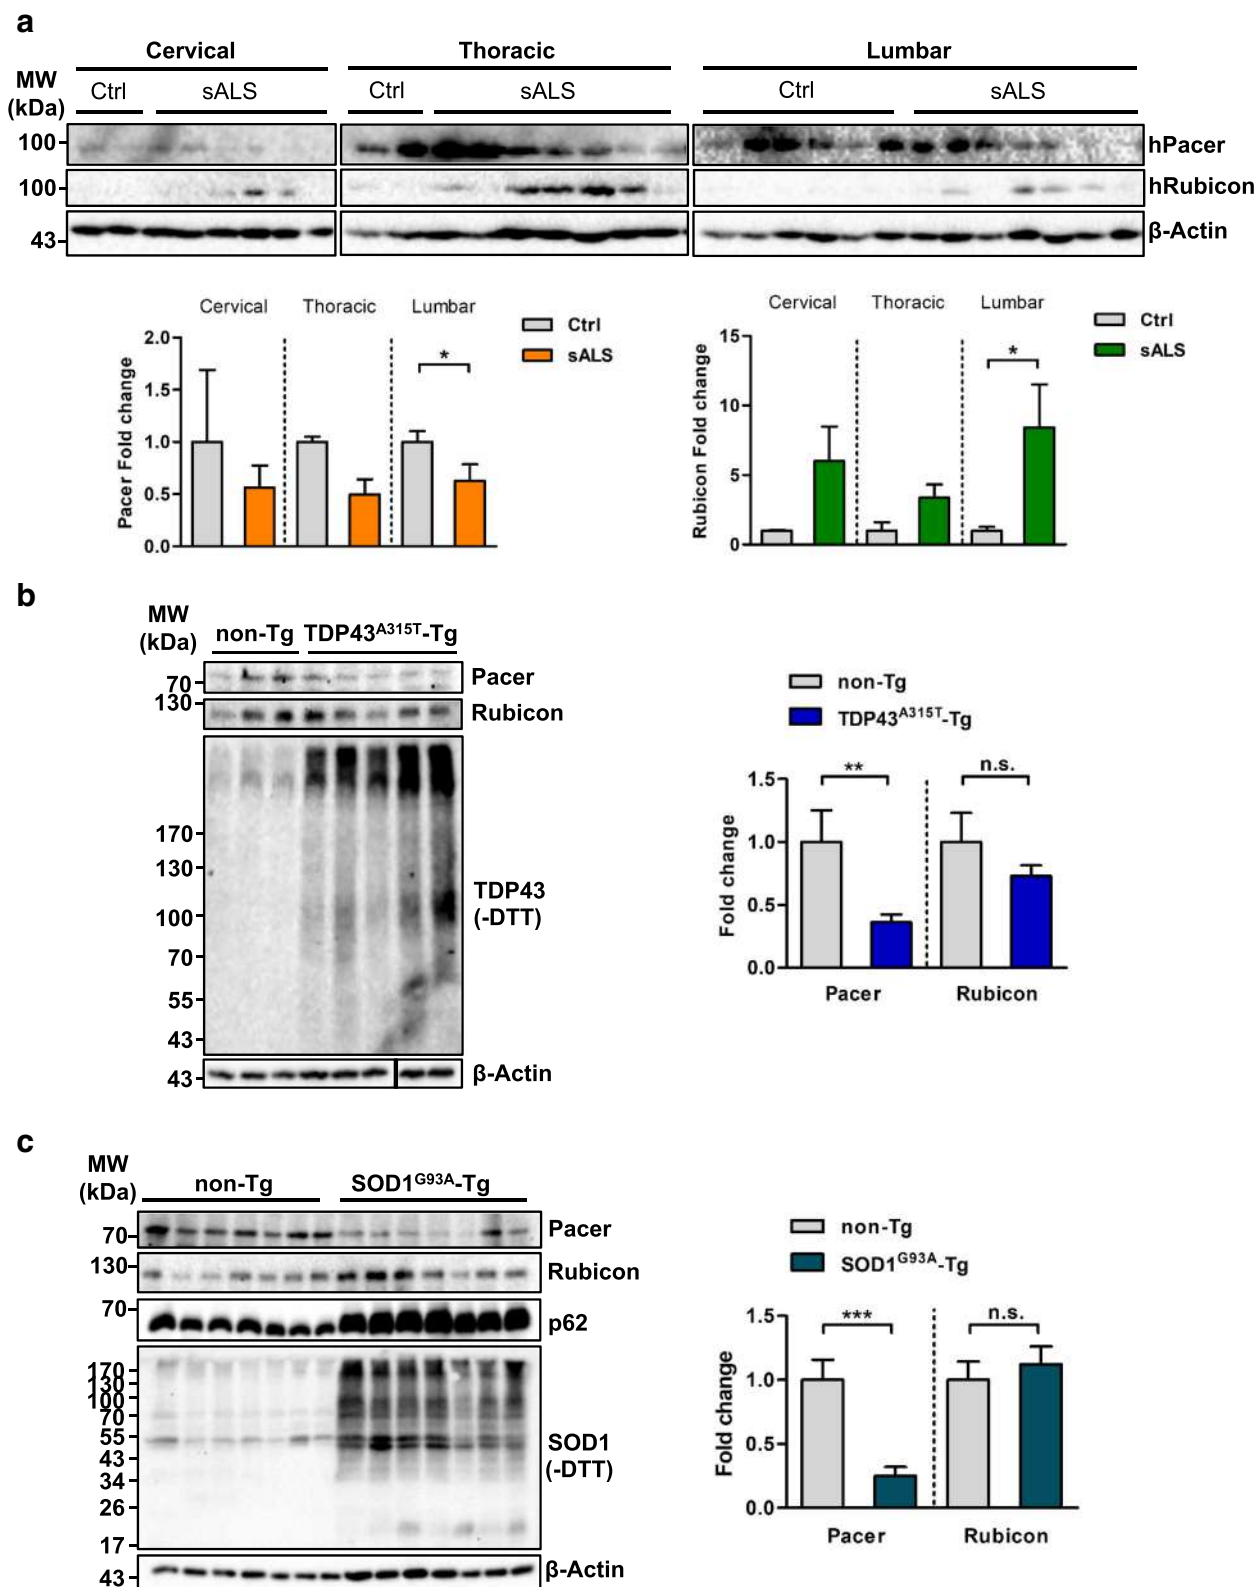 a
Cervical Thoracic Lumbar
MW (kDa) Ctrl sALS Ctrl sALS Ctrl sALS
100 hPacer
100 hRubicon
43 β-Actin
Cervical Thoracic Lumbar
Ctrl
sALS
*
Pacer Fold change
2.0
1.5
1.0
0.5
0.0
Cervical Thoracic Lumbar
Ctrl
sALS
*
Rubicon Fold change
15
10
5
0
b
MW (kDa) non-Tg TDP43A315T-Tg
70 Pacer
130 Rubicon
170
130
100
70
55
43
TDP43
(-DTT)
43 β-Actin
non-Tg
TDP43A315T-Tg
** n.s.
Fold change
1.5
1.0
0.5
0.0
Pacer Rubicon
c
MW (kDa) non-Tg SOD1G93A-Tg
70 Pacer
130 Rubicon
70 p62
170
130
100
70
55
43
34
26
17
SOD1
(-DTT)
43 β-Actin
non-Tg
SOD1G93A-Tg
*** n.s.
Fold change
1.5
1.0
0.5
0.0
Pacer Rubicon